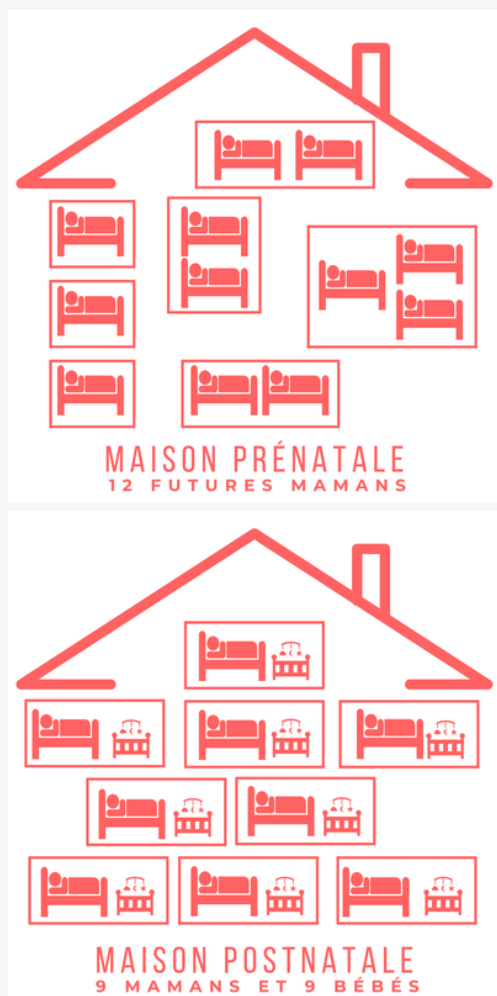 MAISON PRÉNATALE
12 FUTURES MAMANS
MAISON POSTNATALE
9 MAMANS ET 9 BÉBÉS